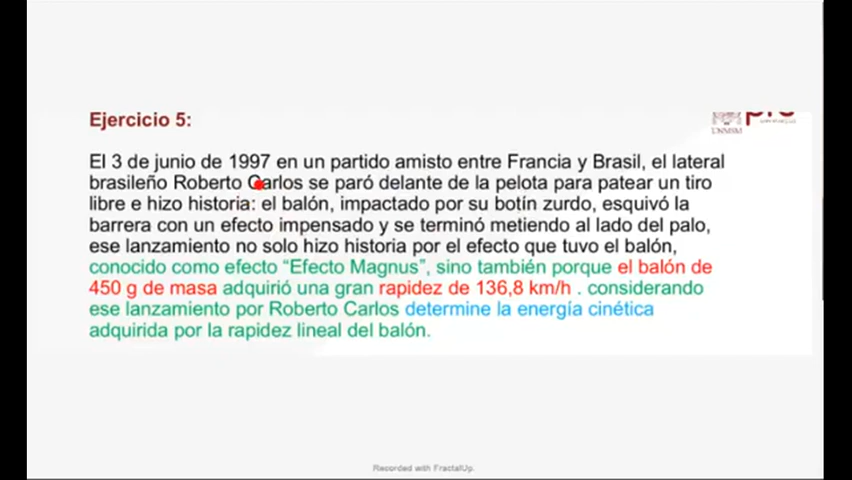 Ejercicio 5:
UNMSM
El 3 de junio de 1997 en un partido amisto entre Francia y Brasil, el lateral
brasileño Roberto Carlos se paró delante de la pelota para patear un tiro
libre e hizo historia: el balón, impactado por su botín zurdo, esquivó la
barrera con un efecto impensado y se terminó metiendo al lado del palo,
ese lanzamiento no solo hizo historia por el efecto que tuvo el balón,
conocido como efecto “Efecto Magnus”, sino también porque el balón de
450 g de masa adquirió una gran rapidez de 136,8 km/h . considerando
ese lanzamiento por Roberto Carlos determine la energía cinética
adquirida por la rapidez lineal del balón.
Recorded with FractalUp.